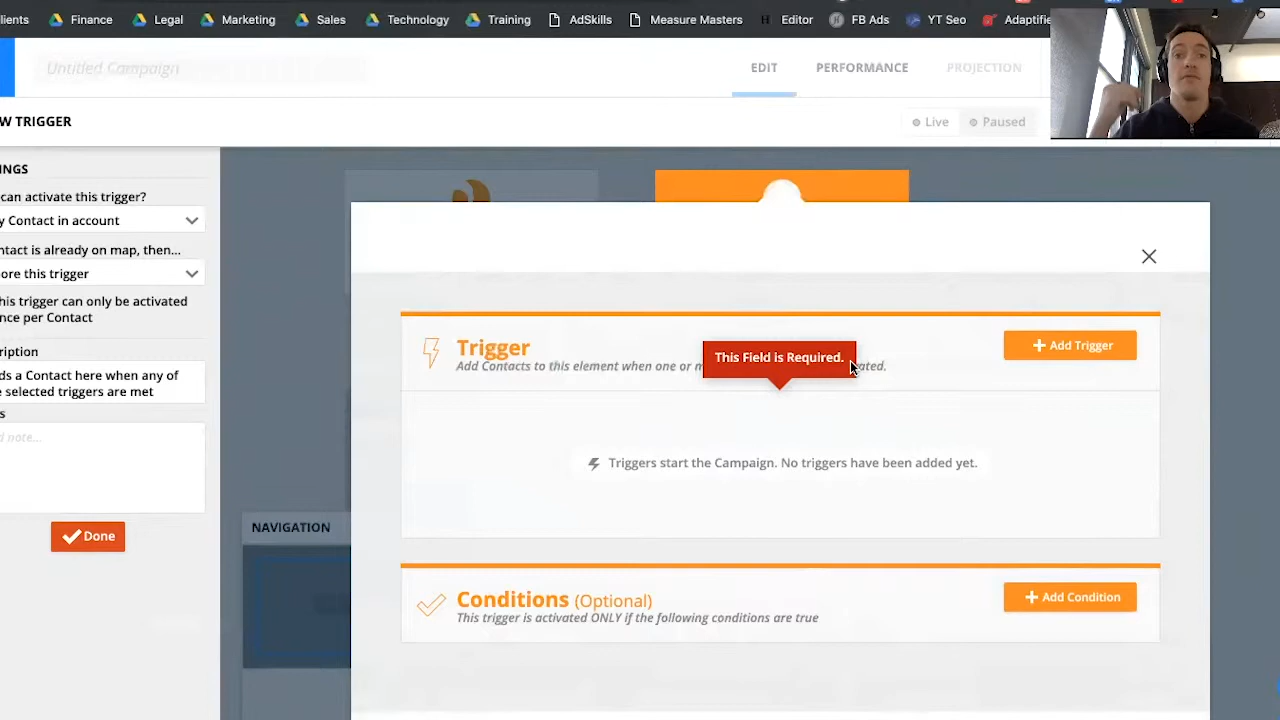 lients Finance Legal Marketing Sales Technology Training AdSkills Measure Masters H Editor H FB Ads YT Seo Adaptifie
Untitled Campaign
EDIT PERFORMANCE PROJECTION
W TRIGGER
Live Paused
NGS
can activate this trigger?
y Contact in account
ntact is already on map, then...
ore this trigger
his trigger can only be activated
nce per Contact
ription
ds a Contact here when any of
e selected triggers are met
s
d note...
Done
NAVIGATION
Trigger
Add Contacts to this element when one or m
ated.
This Field is Required.
+ Add Trigger
Triggers start the Campaign. No triggers have been added yet.
Conditions (Optional)
This trigger is activated ONLY if the following conditions are true
+ Add Condition